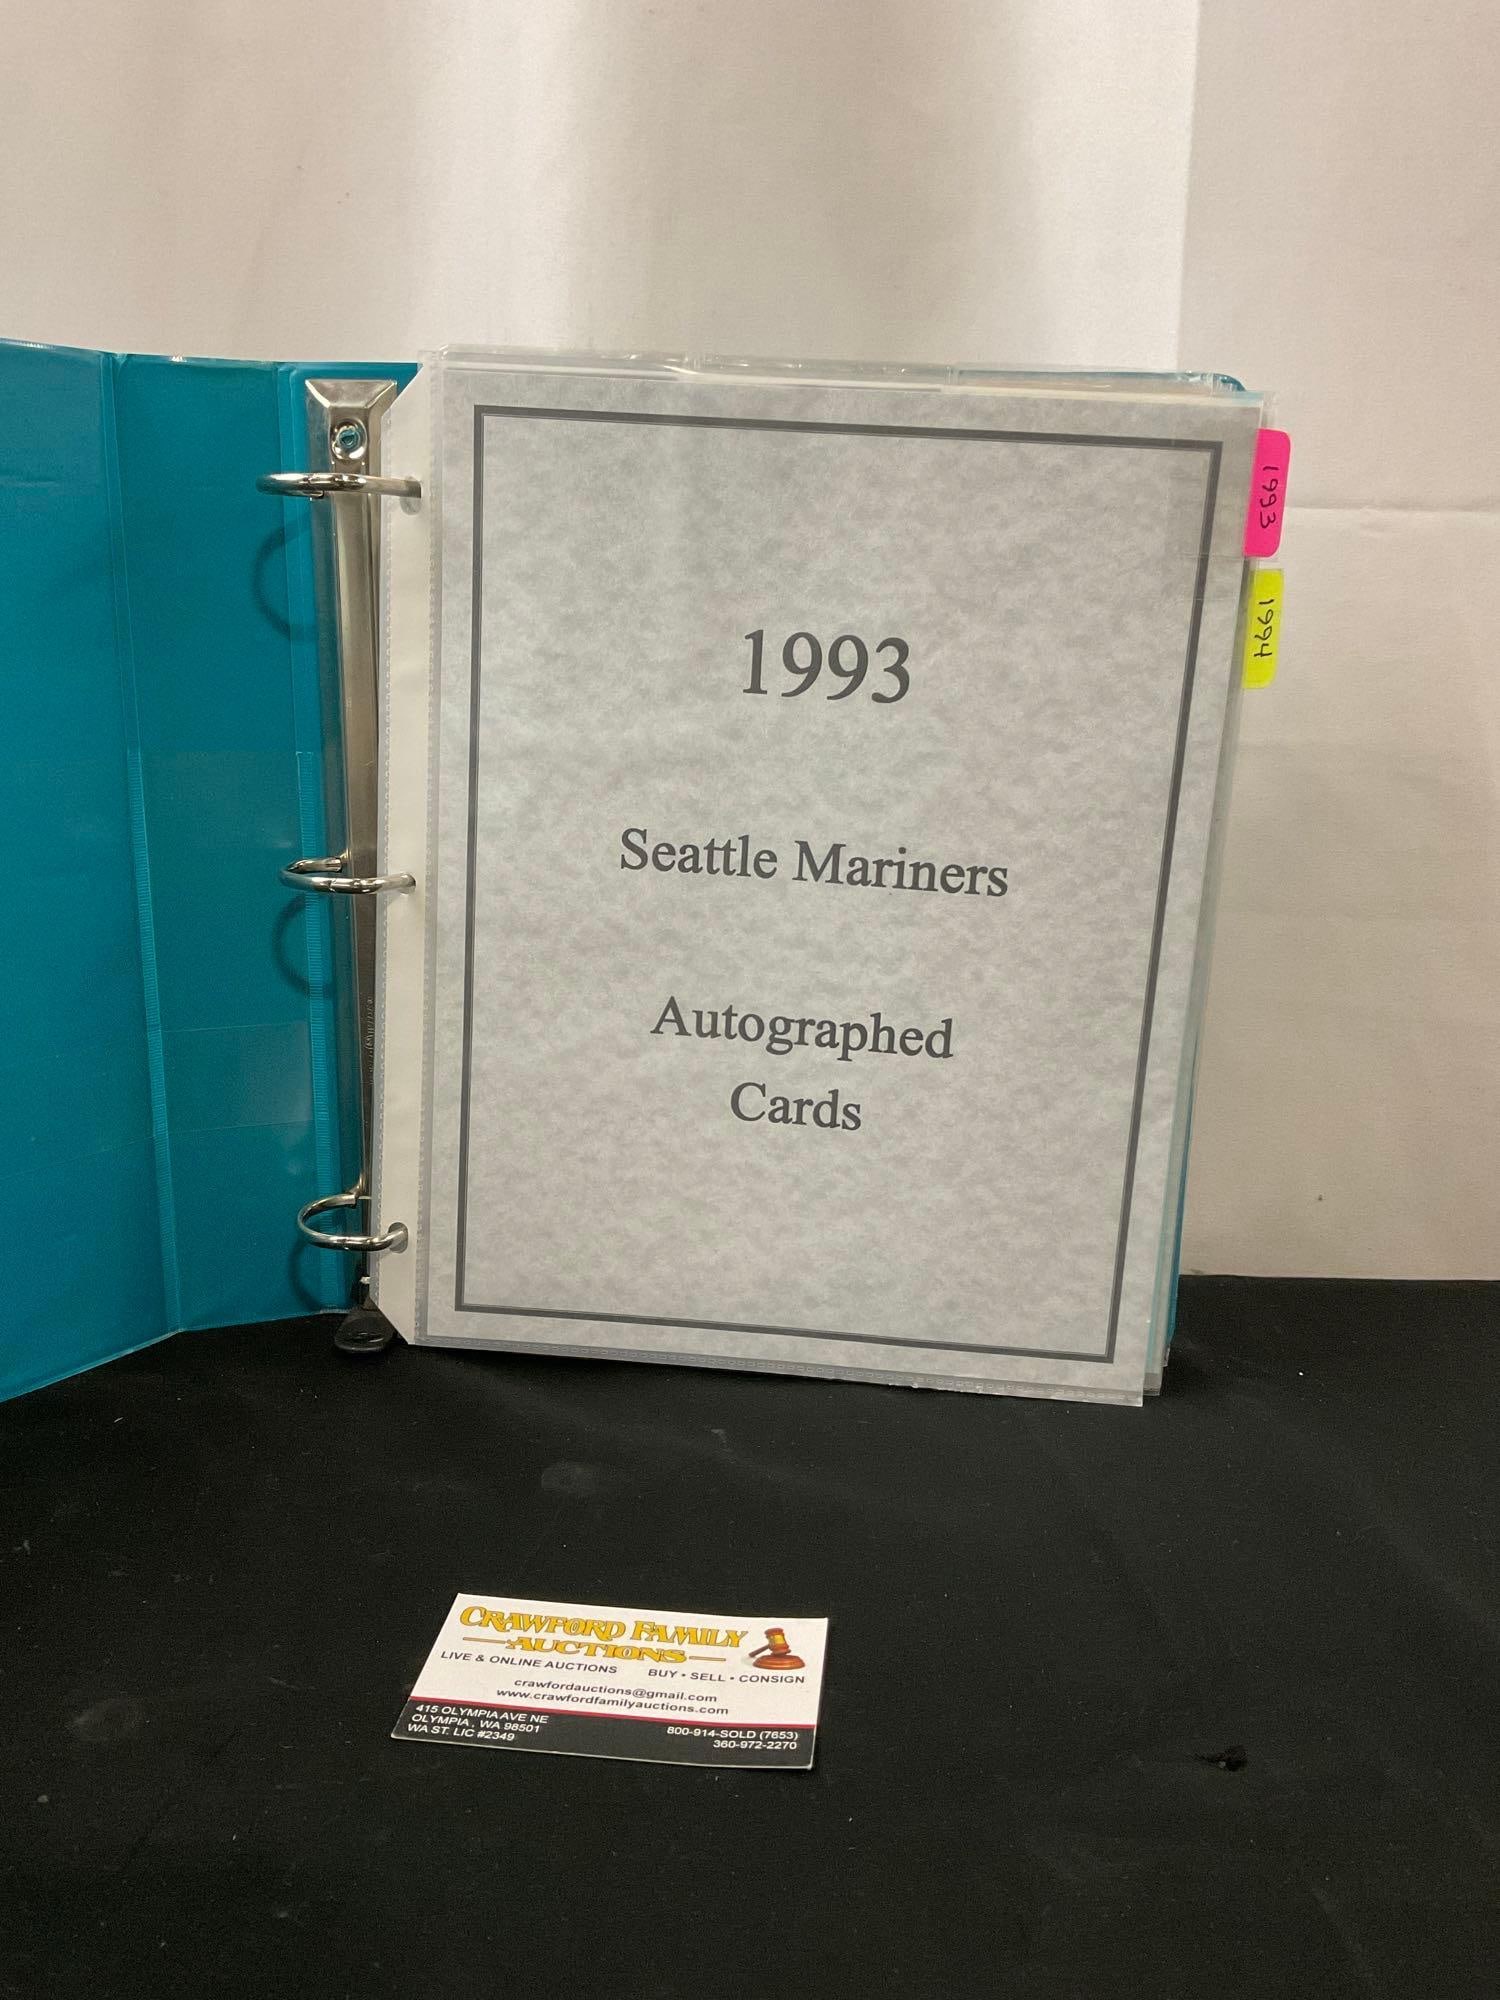 1993
Seattle Mariners
Autographed
Cards
1993
1994
CRAWFORD FAMILY
AUCTIONS
LIVE & ONLINE AUCTIONS BUY • SELL • CONSIGN
crawfordauctions@gmail.com
www.crawfordfamilyauctions.com
415 OLYMPIA AVE NE
OLYMPIA, WA 98501
WA ST. LIC #2349
800-914-SOLD (7653)
360-972-2270